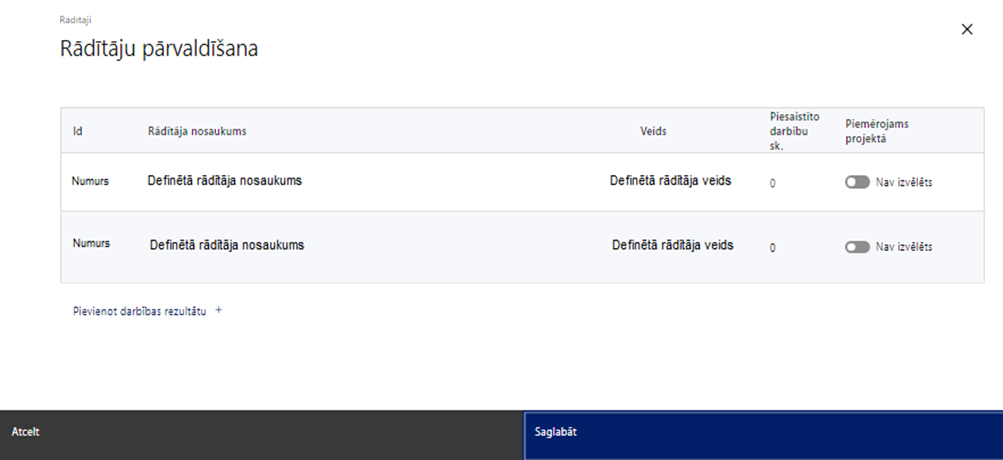 Rādītāji
Rādītāju pārvaldīšana
Id Rādītāja nosaukums Veids Piesaistīto darbību sk. Piemērojams projektā
Numurs Definētā rādītāja nosaukums Definētā rādītāja veids 0 Nav izvēlēts
Numurs Definētā rādītāja nosaukums Definētā rādītāja veids 0 Nav izvēlēts
Pievienot darbības rezultātu +
Atcelt Saglabāt